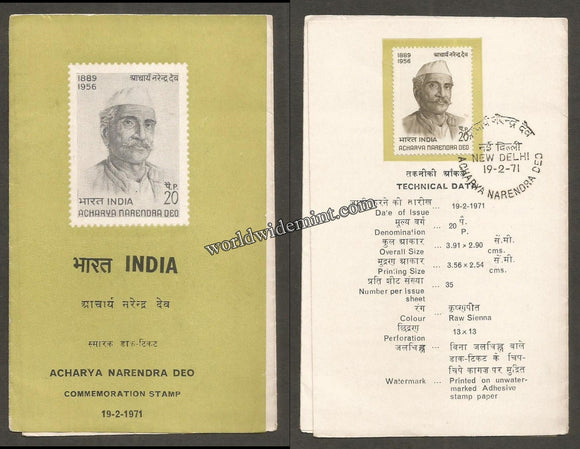 1889
1956
आचार्य नरेन्द्र देव
भारत INDIA
पै.P.
20
ACHARYA NARENDRA DEO
भारत INDIA
आचार्य नरेन्द्र देव
स्मारक डाक-टिकट
ACHARYA NARENDRA DEO
COMMEMORATION STAMP
19-2-1971
1889
1956
आचार्य नरेन्द्र देव
भारत INDIA
पै.P.
20
ACHARYA NARENDRA DEO
आचार्य नरेन्द्र देव
नई दिल्ली
NEW DELHI
19-2-71
ACHARYA NARENDRA DEO
तकनीकी आंकड़े
TECHNICAL DATA
जारी करने की तारीख ... 19-2-1971
Date of Issue
मूल्य वर्ग ... 20 पै.
Denomination P.
कुल आकार ... 3.91 × 2.90 सें.मी.
Overall Size cms.
मुद्रण आकार ... 3.56 × 2.54 सें.मी.
Printing Size cms.
प्रति शीट संख्या ... 35
Number per issue
sheet
रंग ... कृष्णपीत
Colour Raw Sienna
छिद्रण ... 13 × 13
Perforation
जलचिह्न ... बिना जलचिह्न वाले
डाक-टिकट के चिप-
चिपे कागज पर मुद्रित
Watermark ... Printed on unwater-
marked Adhesive
stamp paper
worldwidemint.com